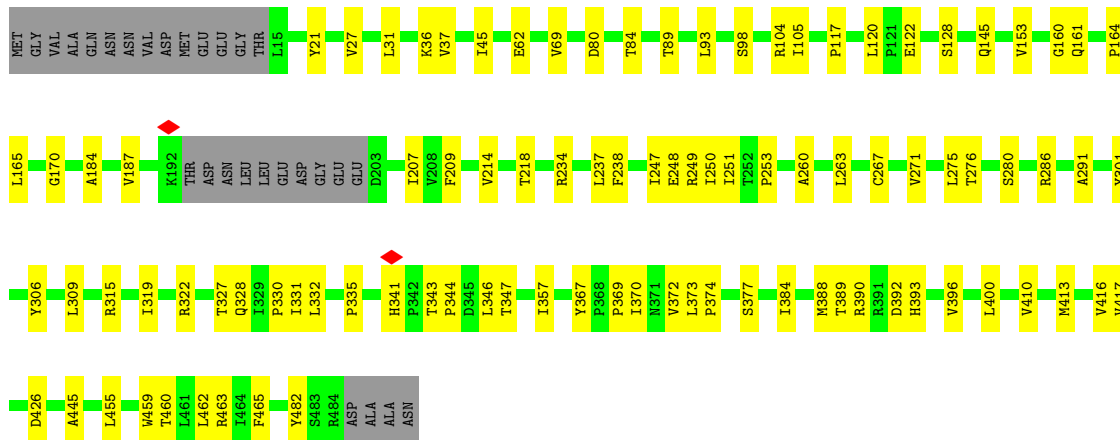 MET GLY VAL ALA GLN ASN ASN VAL ASP MET GLU GLU GLY THR L15 Y21 V27 L31 K36 V37 I45 E62 V69 D80 T84 T89 L93 S98 R104 I105 P117 L120 P121 E122 S128 Q145 V153 G160 Q161 P164
L165 G170 A184 V187 K192 THR ASP ASN LEU LEU GLU ASP GLY GLU GLU D203 I207 V208 F209 V214 T218 R234 L237 F238 I247 E248 R249 I250 I251 T252 P253 A260 L263 C267 V271 L275 T276 S280 R286 A291
Y306 L309 R315 I319 R322 T327 Q328 I329 P330 I331 L332 P335 H341 P342 T343 P344 D345 L346 T347 I357 Y367 P368 P369 I370 N371 V372 L373 P374 S377 I384 M388 T389 R390 R391 D392 H393 V396 L400 V410 M413 V416
D426 A445 L455 W459 T460 L461 L462 R463 I464 F465 Y482 S483 R484 ASP ALA ALA ASN